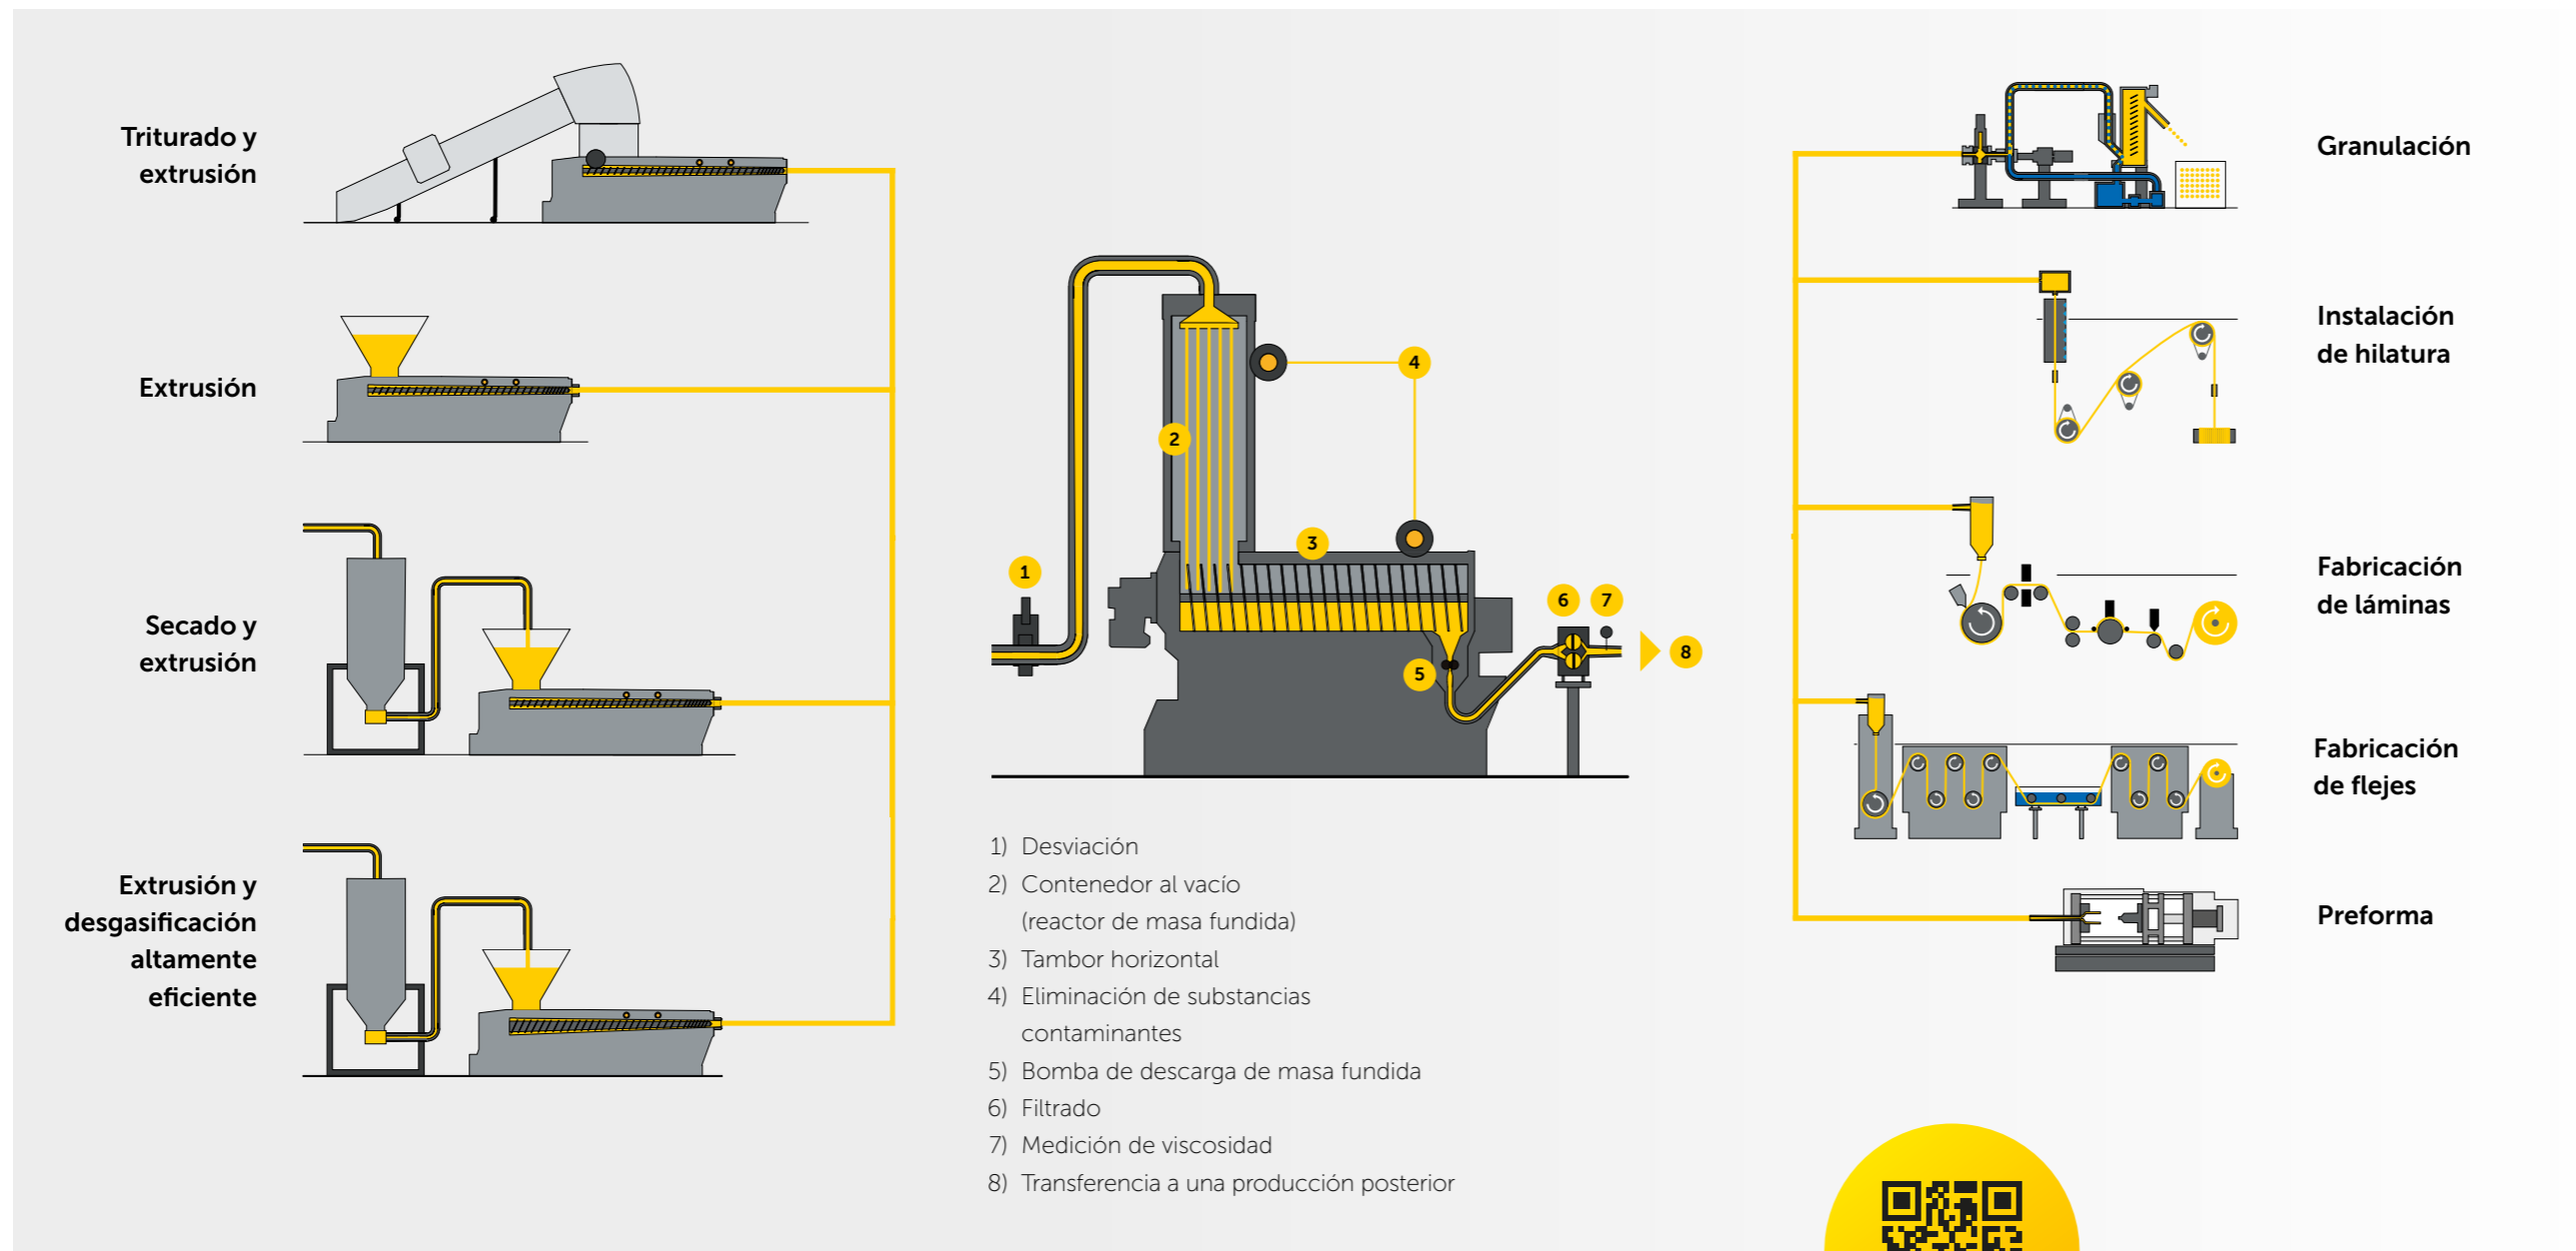 Triturado y
extrusión
Extrusión
Secado y
extrusión
Extrusión y
desgasificación
altamente
eficiente
1
2
3
4
5
6
7
8
1) Desviación
2) Contenedor al vacío
(reactor de masa fundida)
3) Tambor horizontal
4) Eliminación de substancias
contaminantes
5) Bomba de descarga de masa fundida
6) Filtrado
7) Medición de viscosidad
8) Transferencia a una producción posterior
Granulación
Instalación
de hilatura
Fabricación
de láminas
Fabricación
de flejes
Preforma